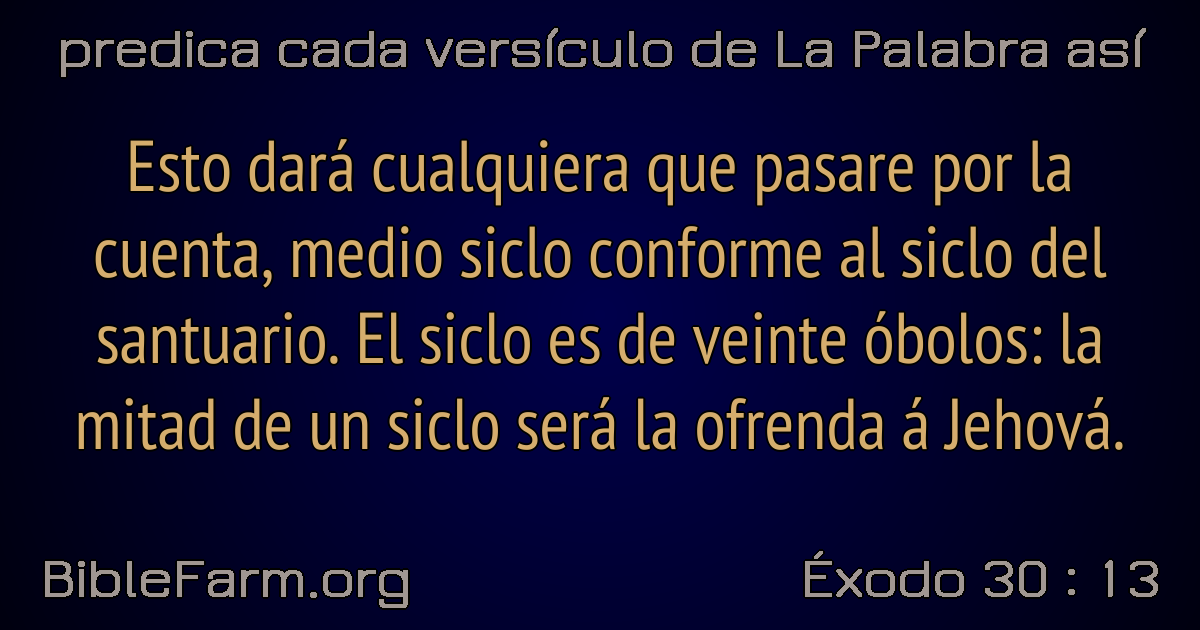 predica cada versículo de La Palabra así
Esto dará cualquiera que pasare por la
cuenta, medio siclo conforme al siclo del
santuario. El siclo es de veinte óbolos: la
mitad de un siclo será la ofrenda á Jehová.
BibleFarm.org
Éxodo 30 : 13